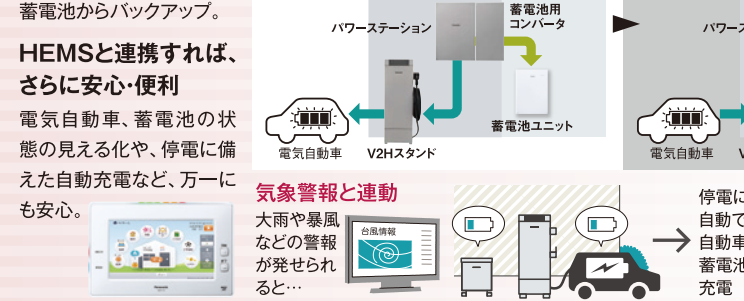 蓄電池からバックアップ。
HEMSと連携すれば、
さらに安心・便利
電気自動車、蓄電池の状
態の見える化や、停電に備
えた自動充電など、万一に
も安心。
パワーステーション
蓄電池用
コンバータ
蓄電池ユニット
電気自動車
V2Hスタンド
パワース
電気自動車
V
気象警報と連動
大雨や暴風
などの警報
が発せられ
ると…
台風情報
停電に
自動で
自動車
蓄電池
充電